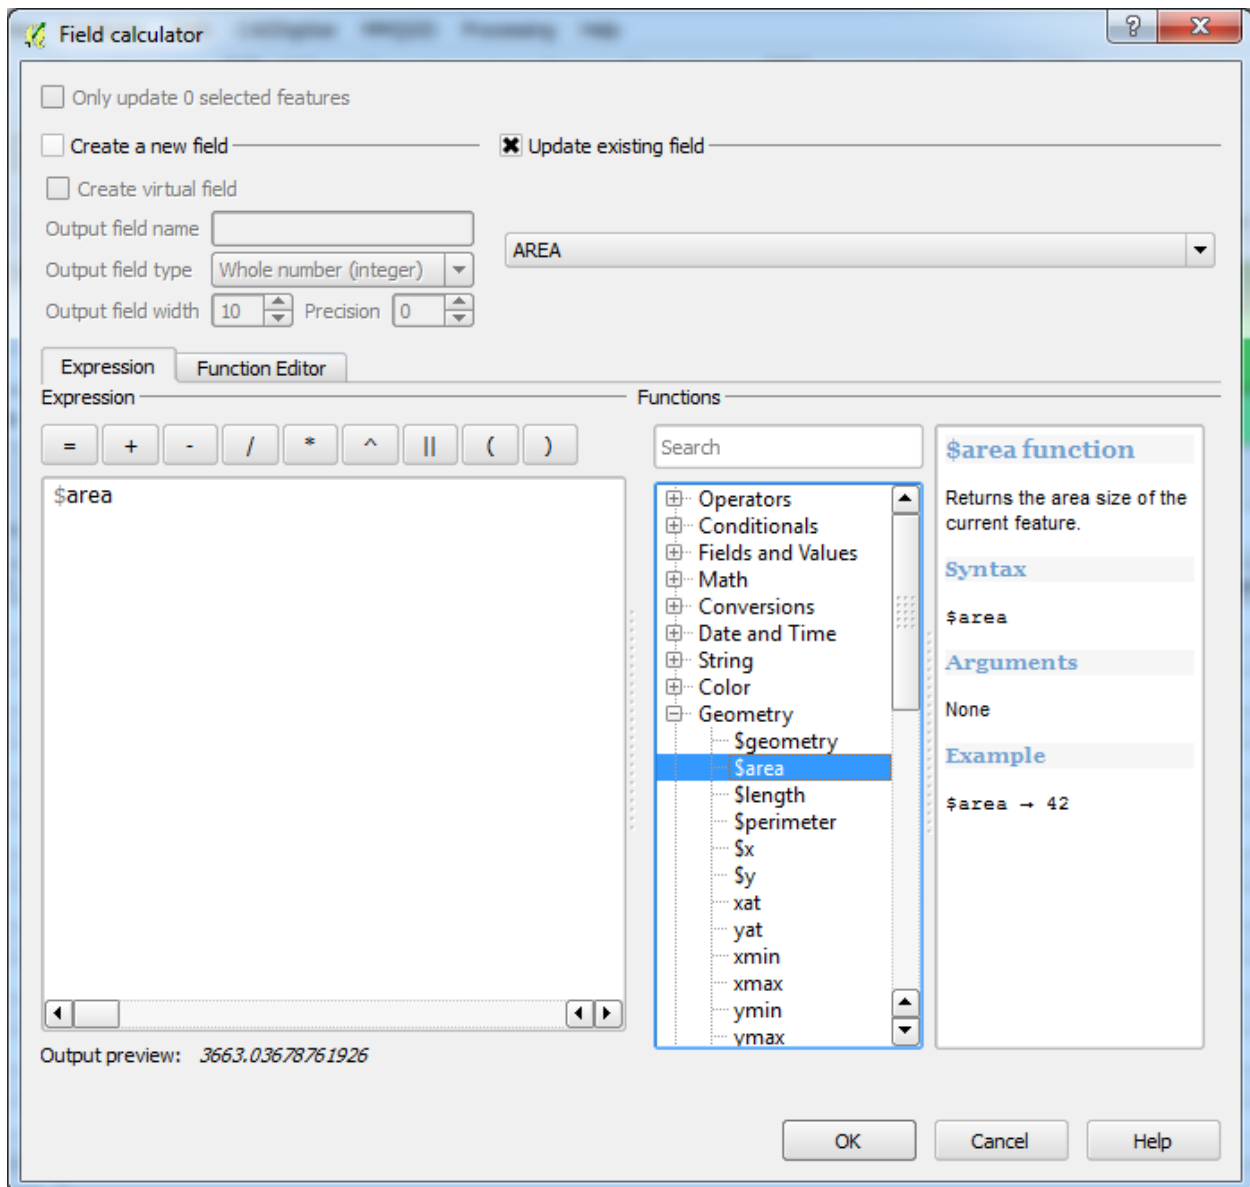 Field calculator
Processing Help
Only update 0 selected features
Create a new field
Update existing field
Create virtual field
Output field name
AREA
Output field type Whole number (integer)
Output field width 10 Precision 0
Expression Function Editor
Expression
Functions
= + - / * ^ || ( )
Search
$area
Operators
Conditionals
Fields and Values
Math
Conversions
Date and Time
String
Color
Geometry
$geometry
$area
$length
$perimeter
$x
$y
xat
yat
xmin
xmax
ymin
ymax
$area function
Returns the area size of the
current feature.
Syntax
$area
Arguments
None
Example
$area → 42
Output preview: 3663.03678761926
OK Cancel Help